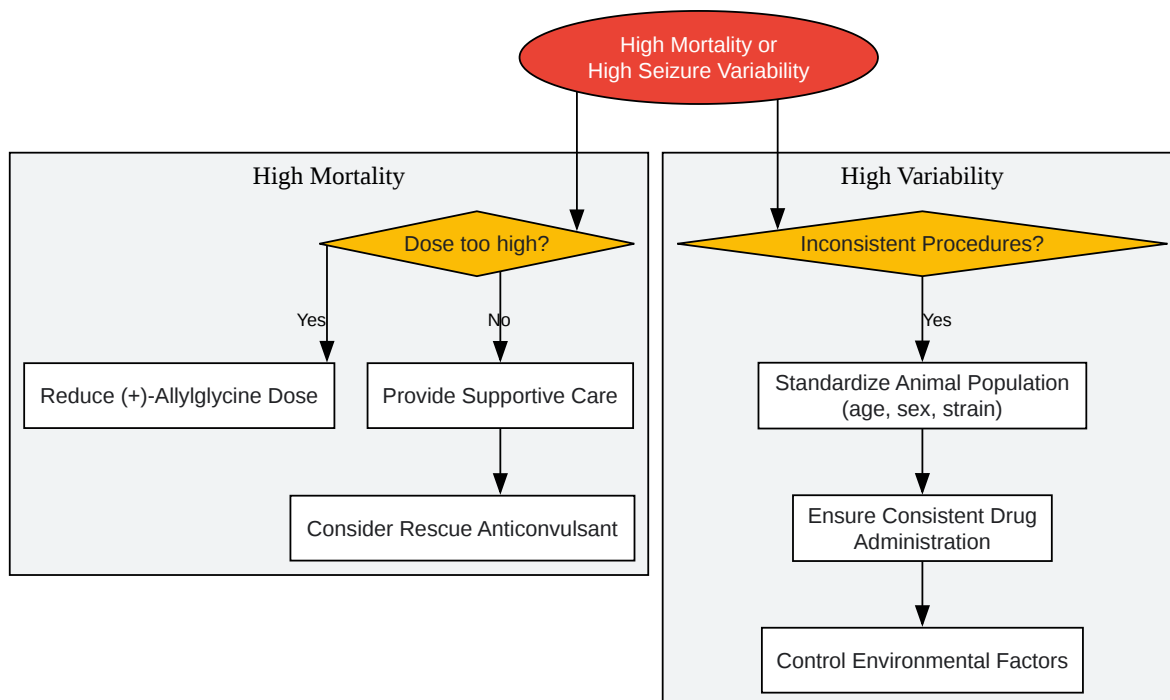 High Mortality or
High Seizure Variability
High Mortality
Dose too high?
Yes
No
Reduce (+)-Allylglycine Dose
Provide Supportive Care
Consider Rescue Anticonvulsant
High Variability
Inconsistent Procedures?
Yes
Standardize Animal Population
(age, sex, strain)
Ensure Consistent Drug
Administration
Control Environmental Factors